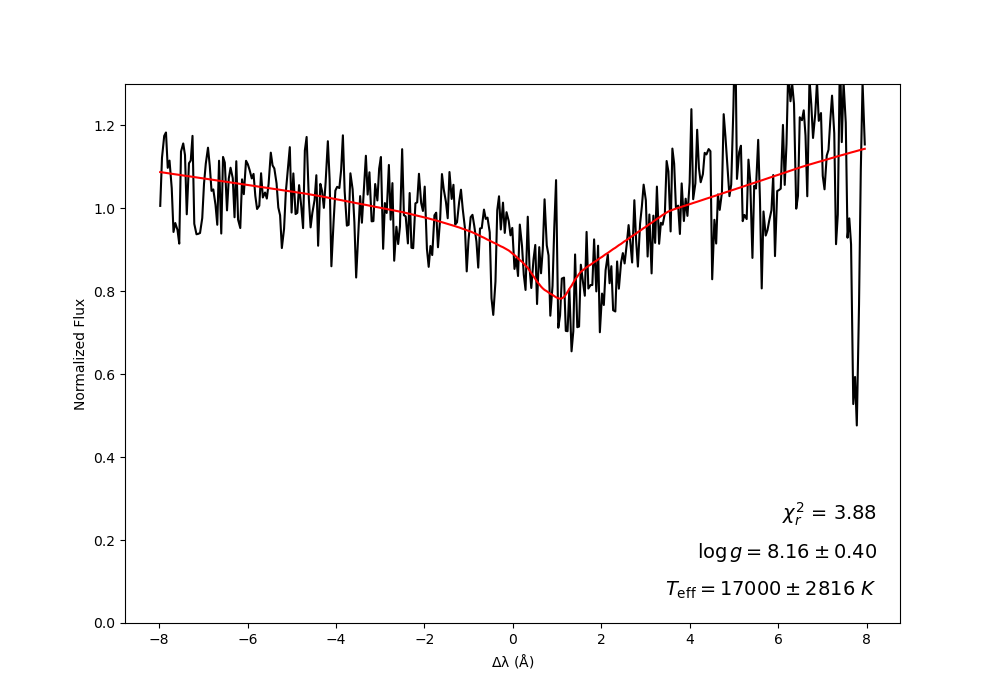 1.2
1.0
0.8
0.6
0.4
0.2
0.0
Normalized Flux
χ²ᵣ = 3.88
log g = 8.16 ± 0.40
T_eff = 17000 ± 2816 K
−8 −6 −4 −2 0 2 4 6 8
Δλ (Å)